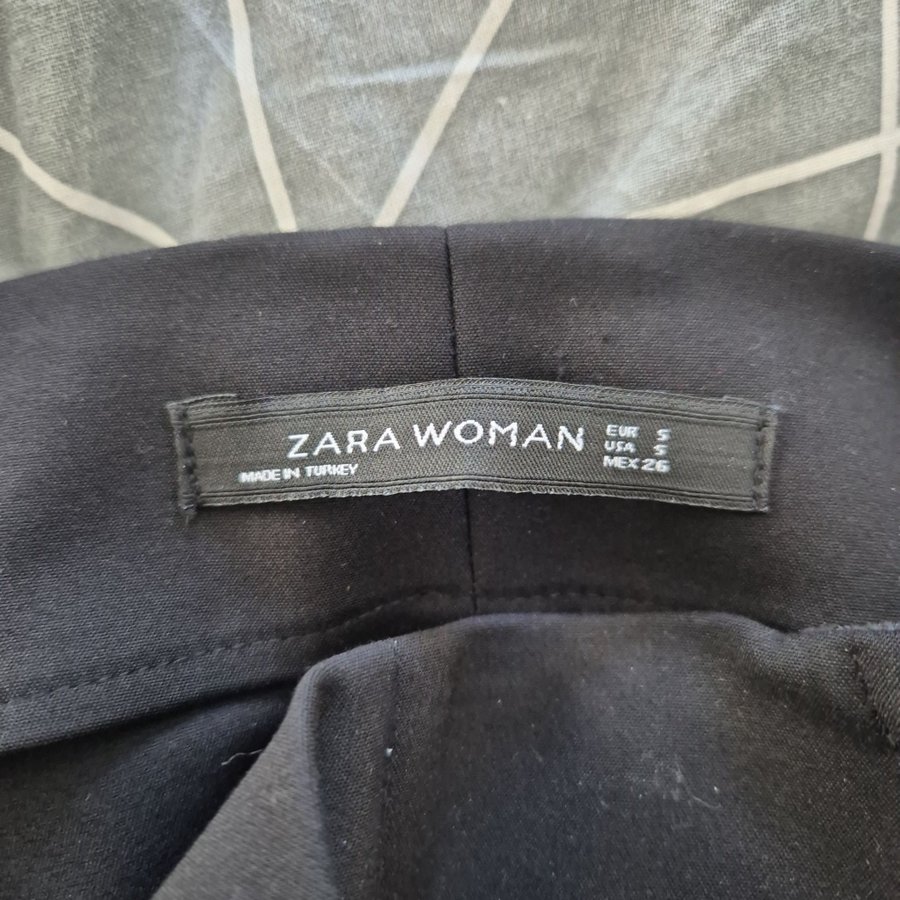 ZARA WOMAN
MADE IN TURKEY
EUR S
USA S
MEX 26